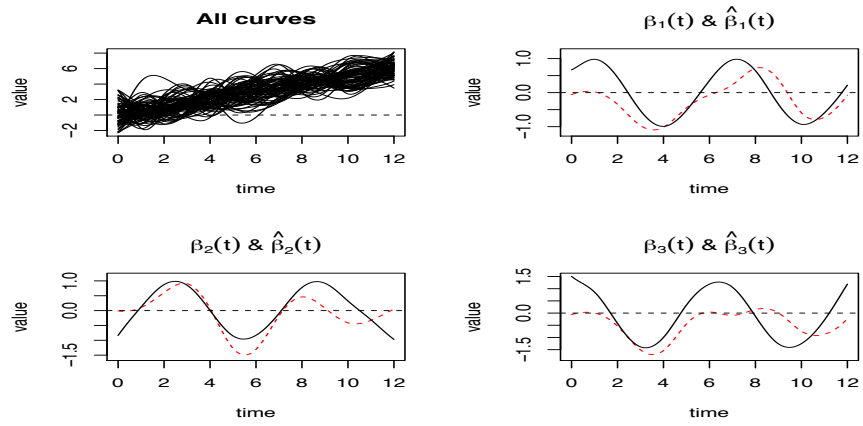 All curves
value
6
2
-2
0 2 4 6 8 10 12
time
β₁(t) & β̂₁(t)
value
0.0
-1.0
0 2 4 6 8 10 12
time
β₂(t) & β̂₂(t)
value
1.0
0.0
-1.5
0 2 4 6 8 10 12
time
β₃(t) & β̂₃(t)
value
1.5
0.0
-1.5
0 2 4 6 8 10 12
time